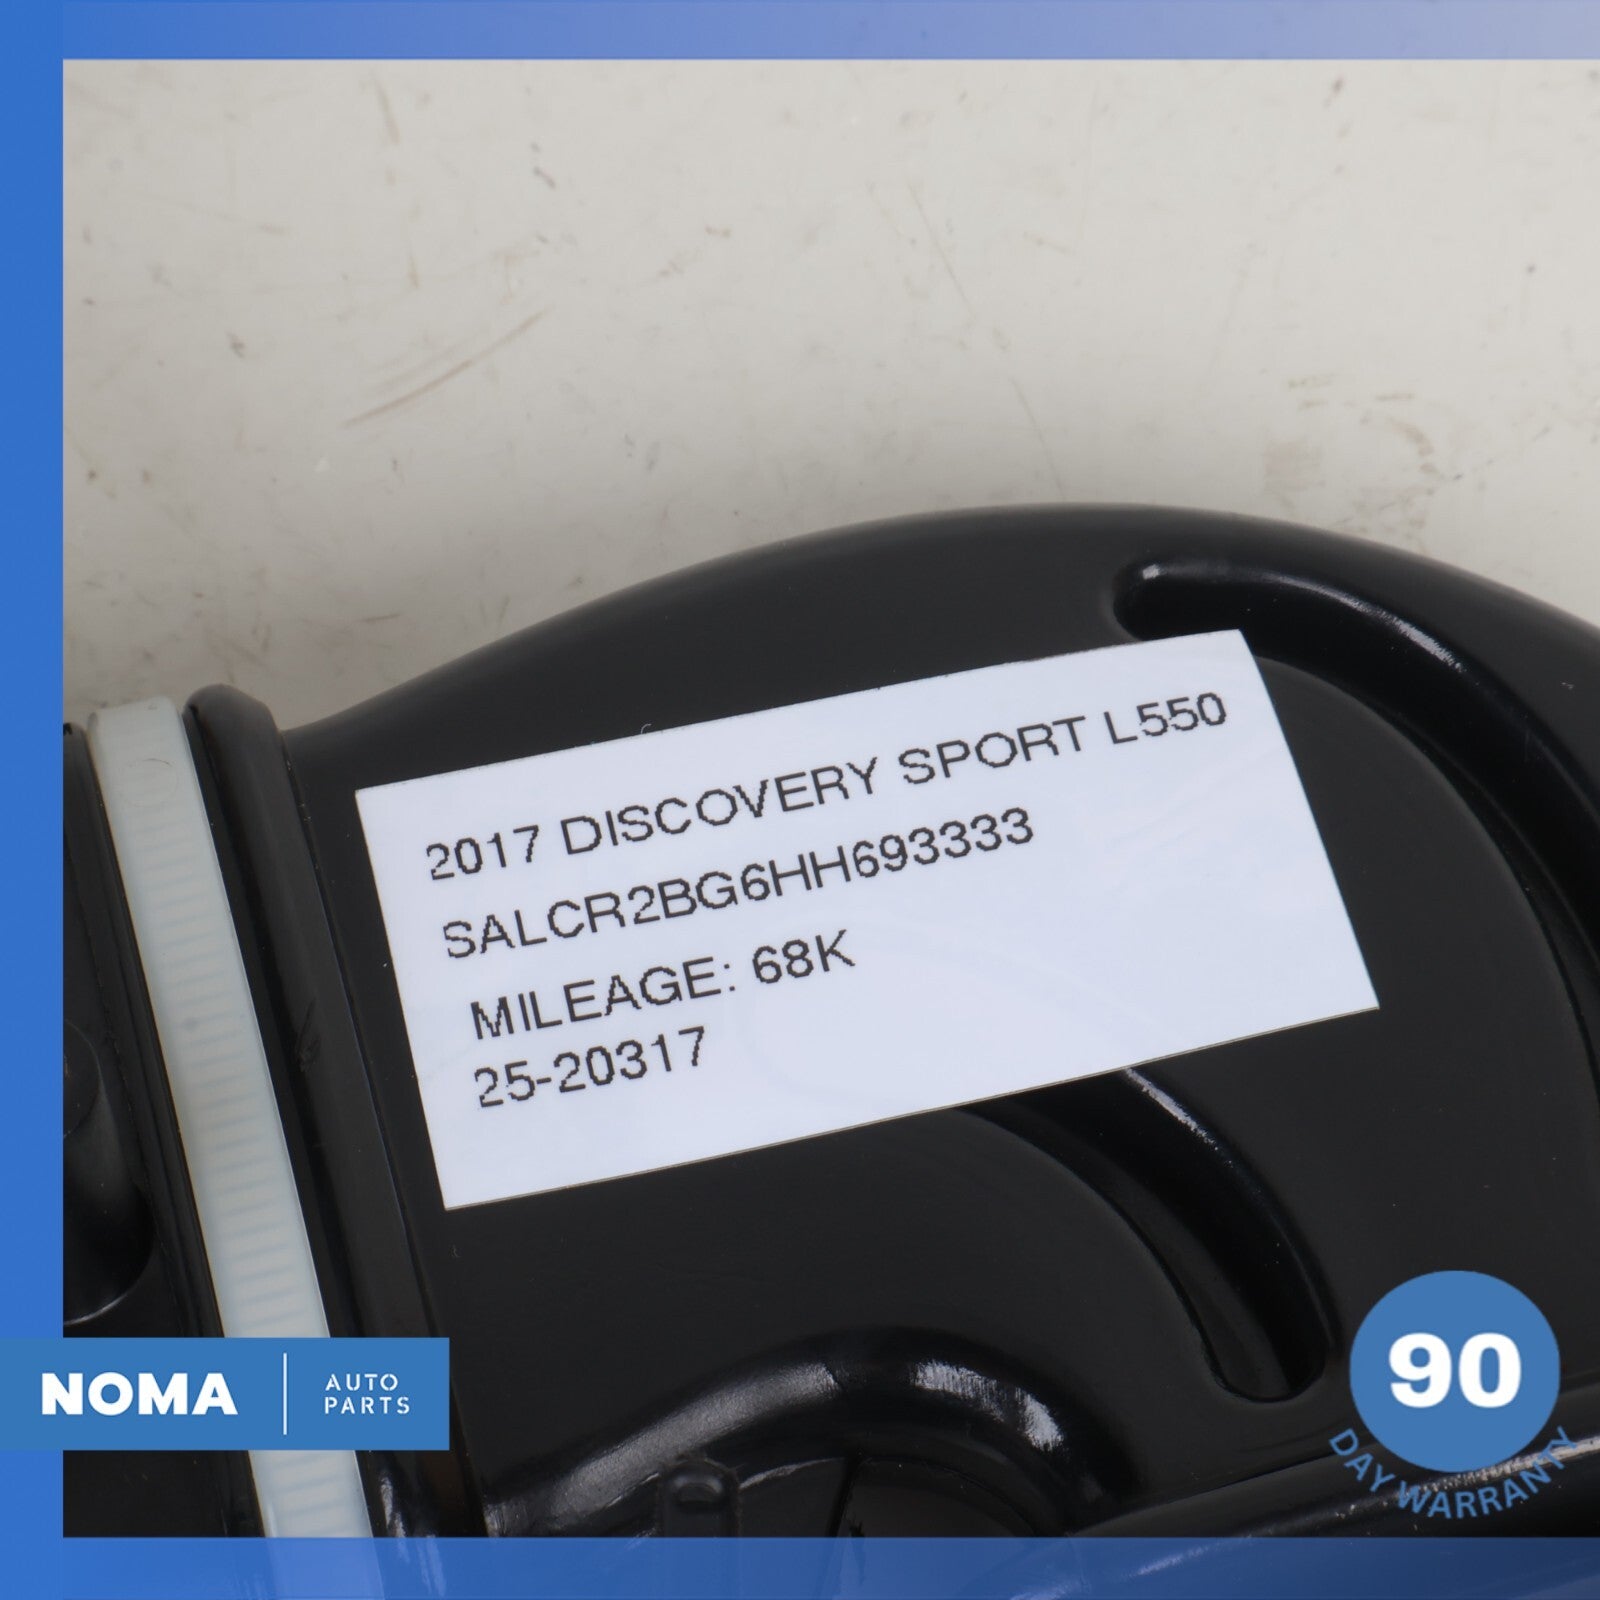 2017 DISCOVERY SPORT L550
SALCR2BG6HH693333
MILEAGE: 68K
25-20317
NOMA
AUTO
PARTS
90
DAY WARRANTY